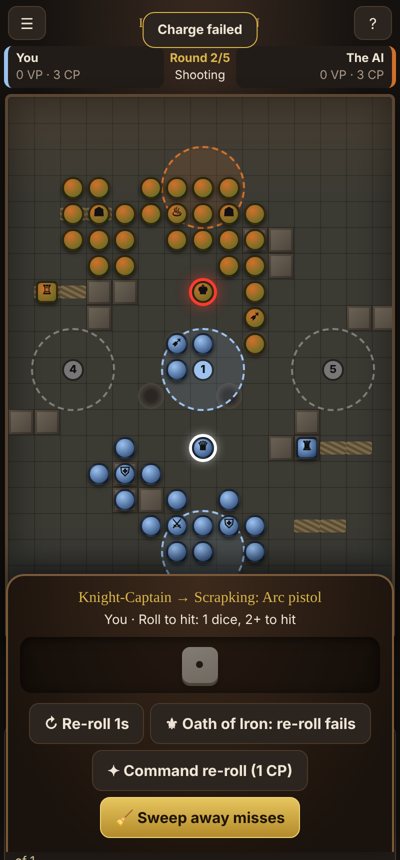 Charge failed
☰
?
You
Round 2/5
The AI
0 VP · 3 CP
Shooting
0 VP · 3 CP
4
1
5
Knight-Captain → Scrapking: Arc pistol
You · Roll to hit: 1 dice, 2+ to hit
↻ Re-roll 1s
⚜ Oath of Iron: re-roll fails
✦ Command re-roll (1 CP)
🧹 Sweep away misses
of 1